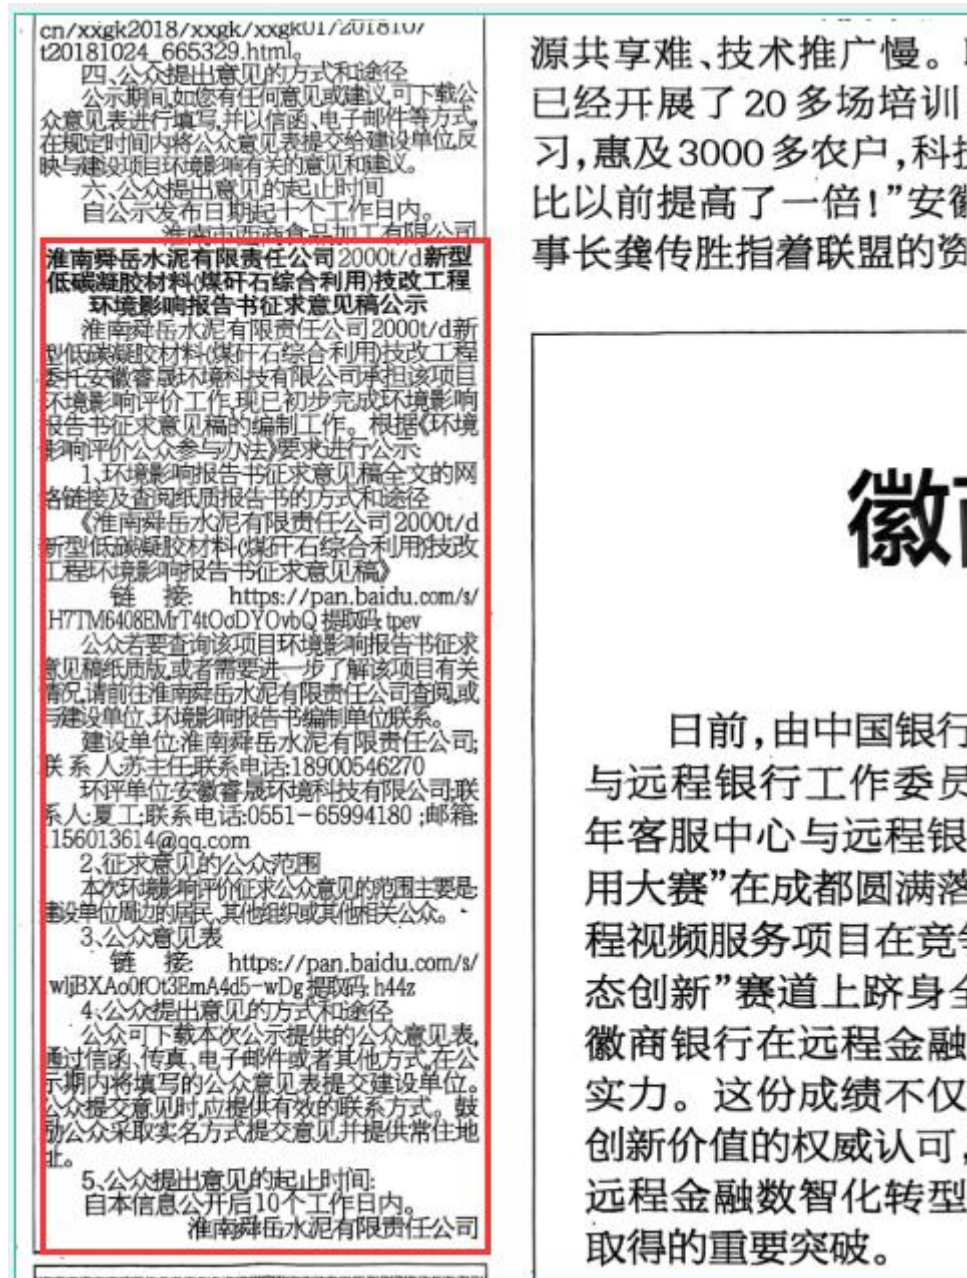 cn/xxgk2018/xxgk/xxgk01/201810/
t20181024_665329.html。
四、公众提出意见的方式和途径
公示期间,如您有任何意见或建议,可下载公
众意见表进行填写,并以信函、电子邮件等方式,
在规定时间内将公众意见表提交给建设单位,反
映与建设项目环境影响有关的意见和建议。
六、公众提出意见的起止时间
自公示发布日期起十个工作日内。
淮南市西商食品加工有限公司
淮南舜岳水泥有限责任公司2000t/d新型
低碳凝胶材料(煤矸石综合利用)技改工程
环境影响报告书征求意见稿公示
淮南舜岳水泥有限责任公司2000t/d新
型低碳凝胶材料(煤矸石综合利用)技改工程
委托安徽睿晟环境科技有限公司承担该项目
环境影响评价工作,现已初步完成环境影响
报告书征求意见稿的编制工作。根据《环境
影响评价公众参与办法》要求进行公示:
1、环境影响报告书征求意见稿全文的网
络链接及查阅纸质报告书的方式和途径
《淮南舜岳水泥有限责任公司2000t/d
新型低碳凝胶材料(煤矸石综合利用)技改
工程环境影响报告书征求意见稿》
链 接: https://pan.baidu.com/s/
H7TM6408EMrT4tOoDYOvbQ 提取码: tpev
公众若要查询该项目环境影响报告书征求
意见稿纸质版,或者需要进一步了解该项目有关
情况,请前往淮南舜岳水泥有限责任公司查阅,或
与建设单位、环境影响报告书编制单位联系。
建设单位:淮南舜岳水泥有限责任公司;
联系人:苏主任;联系电话:18900546270
环评单位:安徽睿晟环境科技有限公司;联
系人:夏工;联系电话:0551-65994180;邮箱:
1156013614@qq.com
2、征求意见的公众范围
本次环境影响评价征求公众意见的范围主要是:
建设单位周边的居民、其他组织或其他相关公众。
3、公众意见表
链 接: https://pan.baidu.com/s/
wljBXAo0fOt3EmA4d5-wDg 提取码: h44z
4、公众提出意见的方式和途径
公众可下载本次公示提供的公众意见表,
通过信函、传真、电子邮件或者其他方式,在公
示期内将填写的公众意见表提交建设单位。
公众提交意见时,应提供有效的联系方式。鼓
励公众采取实名方式提交意见并提供常住地
址。
5、公众提出意见的起止时间:
自本信息公开后10个工作日内。
淮南舜岳水泥有限责任公司
源共享难、技术推广慢。
已经开展了20多场培训
习,惠及3000多农户,科技
比以前提高了一倍!”安徽
事长龚传胜指着联盟的资
徽商
日前,由中国银行
与远程银行工作委员
年客服中心与远程银
用大赛”在成都圆满落
程视频服务项目在竞争
态创新”赛道上跻身全
徽商银行在远程金融
实力。这份成绩不仅
创新价值的权威认可,
远程金融数智化转型
取得的重要突破。